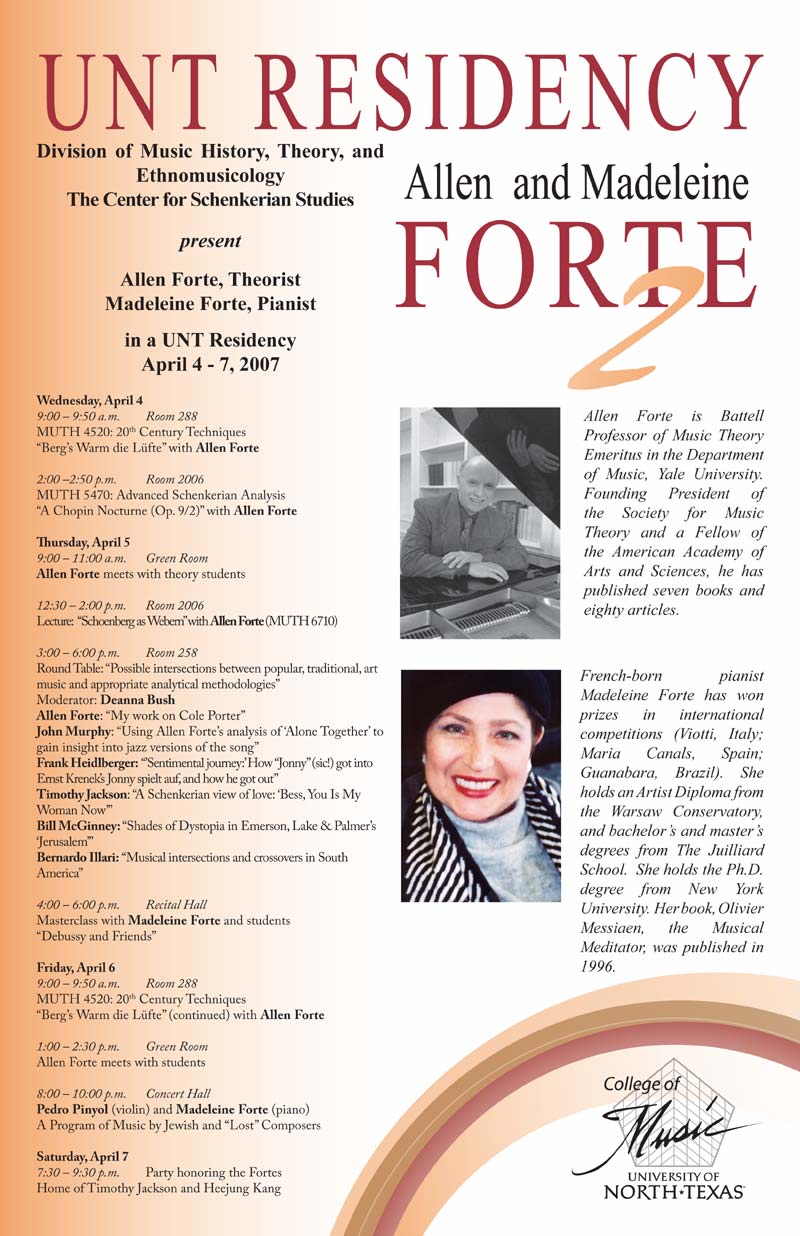 UNT RESIDENCY
Division of Music History, Theory, and
Ethnomusicology
The Center for Schenkerian Studies
present
Allen Forte, Theorist
Madeleine Forte, Pianist
in a UNT Residency
April 4 - 7, 2007
Allen and Madeleine
FORTE
2
Wednesday, April 4
9:00 – 9:50 a.m. Room 288
MUTH 4520: 20th Century Techniques
“Berg’s Warm die Lüfte” with Allen Forte
2:00 –2:50 p.m. Room 2006
MUTH 5470: Advanced Schenkerian Analysis
“A Chopin Nocturne (Op. 9/2)” with Allen Forte
Thursday, April 5
9:00 – 11:00 a.m. Green Room
Allen Forte meets with theory students
12:30 – 2:00 p.m. Room 2006
Lecture: “Schoenberg as Webern” with Allen Forte (MUTH 6710)
3:00 – 6:00 p.m. Room 258
Round Table: “Possible intersections between popular, traditional, art
music and appropriate analytical methodologies”
Moderator: Deanna Bush
Allen Forte: “My work on Cole Porter”
John Murphy: “Using Allen Forte’s analysis of ‘Alone Together’ to
gain insight into jazz versions of the song”
Frank Heidlberger: “‘Sentimental journey:’ How “Jonny” (sic!) got into
Ernst Krenek’s Jonny spielt auf, and how he got out”
Timothy Jackson: “A Schenkerian view of love: ‘Bess, You Is My
Woman Now’”
Bill McGinney: “Shades of Dystopia in Emerson, Lake & Palmer’s
‘Jerusalem’”
Bernardo Illari: “Musical intersections and crossovers in South
America”
4:00 – 6:00 p.m. Recital Hall
Masterclass with Madeleine Forte and students
“Debussy and Friends”
Friday, April 6
9:00 – 9:50 a.m. Room 288
MUTH 4520: 20th Century Techniques
“Berg’s Warm die Lüfte” (continued) with Allen Forte
1:00 – 2:30 p.m. Green Room
Allen Forte meets with students
8:00 – 10:00 p.m. Concert Hall
Pedro Pinyol (violin) and Madeleine Forte (piano)
A Program of Music by Jewish and “Lost” Composers
Saturday, April 7
7:30 – 9:30 p.m. Party honoring the Fortes
Home of Timothy Jackson and Heejung Kang
Allen Forte is Battell
Professor of Music Theory
Emeritus in the Department
of Music, Yale University.
Founding President of
the Society for Music
Theory and a Fellow of
the American Academy of
Arts and Sciences, he has
published seven books and
eighty articles.
French-born pianist
Madeleine Forte has won
prizes in international
competitions (Viotti, Italy;
Maria Canals, Spain;
Guanabara, Brazil). She
holds an Artist Diploma from
the Warsaw Conservatory,
and bachelor’s and master’s
degrees from The Juilliard
School. She holds the Ph.D.
degree from New York
University. Her book, Olivier
Messiaen, the Musical
Meditator, was published in
1996.
College of
Music
UNIVERSITY OF
NORTH★TEXAS™